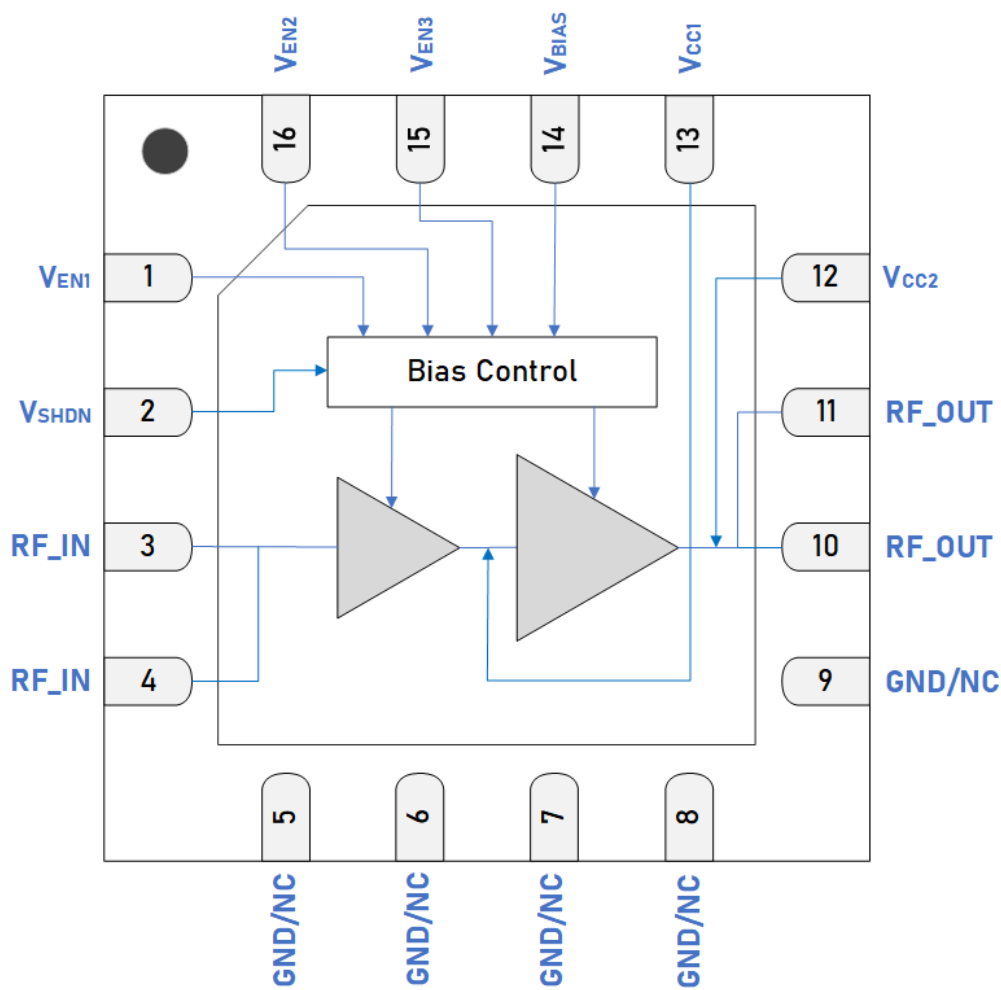 VEN2
VEN3
VBIAS
VCC1
16
15
14
13
VEN1
1
12
VCC2
Bias Control
VSHDN
2
11
RF_OUT
RF_IN
3
10
RF_OUT
RF_IN
4
9
GND/NC
5
6
7
8
GND/NC
GND/NC
GND/NC
GND/NC